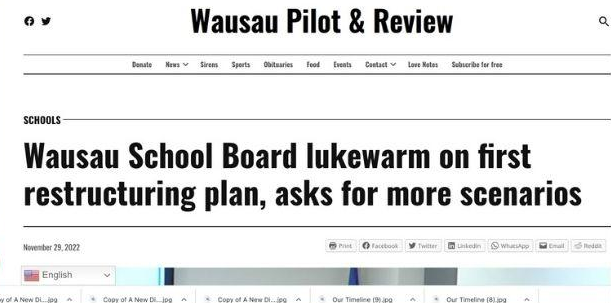 Wausau Pilot & Review
Donate News Sirens Sports Obituaries Food Events Contact Love Notes Subscribe for free
SCHOOLS
Wausau School Board lukewarm on first
restructuring plan, asks for more scenarios
November 29, 2022 Print Facebook Twitter LinkedIn WhatsApp Email Reddit
English
y of A New Di....jpg Copy of A New Di....jpg Copy of A New Di....jpg Our Timeline (9).jpg Our Timeline (8).jpg